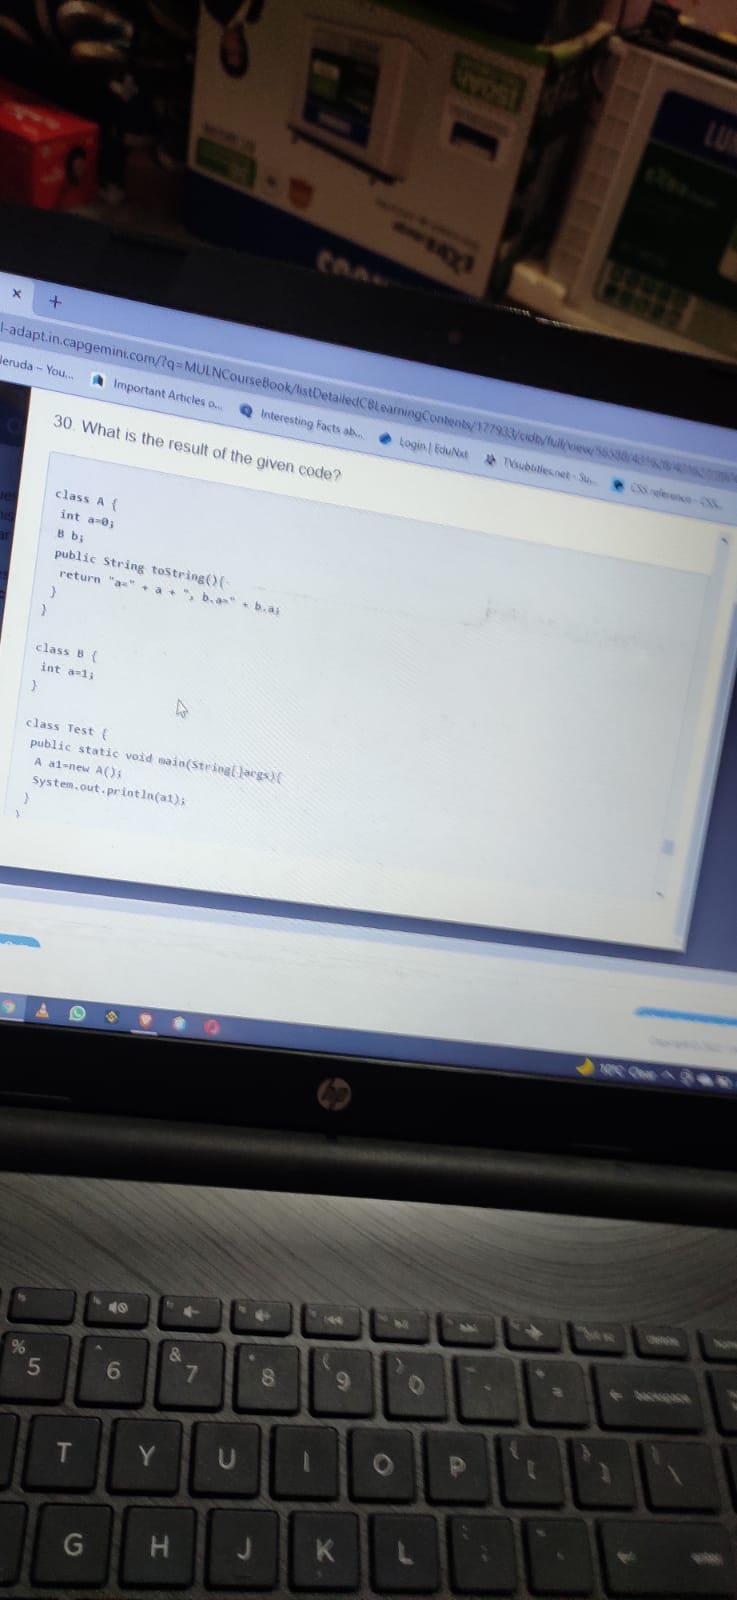 LU
× +
l-adapt.in.capgemini.com/?q=MULNCourseBook/listDetailedCBLearningContents/177933/cidb/full/view/
leruda – You... Important Articles o... Interesting Facts ab... Login | EduNxt TVsubtitles.net - Su... CSS reference - CSS...
30. What is the result of the given code?
class A {
int a=0;
B b;
public String toString(){
return "a=" + a + ", b.a=" + b.a;
}
}
class B {
int a=1;
}
class Test {
public static void main(String[]args){
A a1=new A();
System.out.println(a1);
}
}
hp
% 5 ^ 6 & 7 * 8 ( 9 ) 0 - + = backspace
T Y U I O P { [ } ] | \
G H J K L : ;